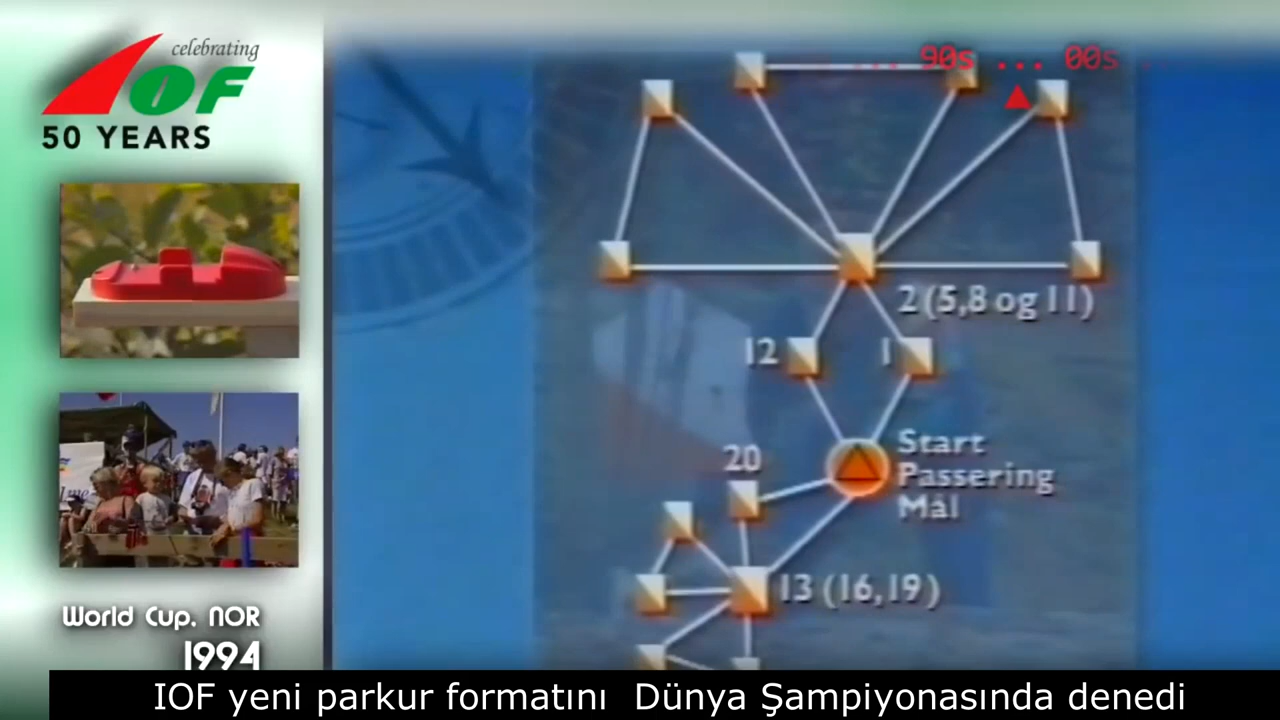 celebrating
IOF
50 YEARS
... 90s ... 00s ...
2 (5,8 og 11)
12
1
Start
Passering
Mål
20
13 (16,19)
World Cup, NOR
1994
IOF yeni parkur formatını Dünya Şampiyonasında denedi